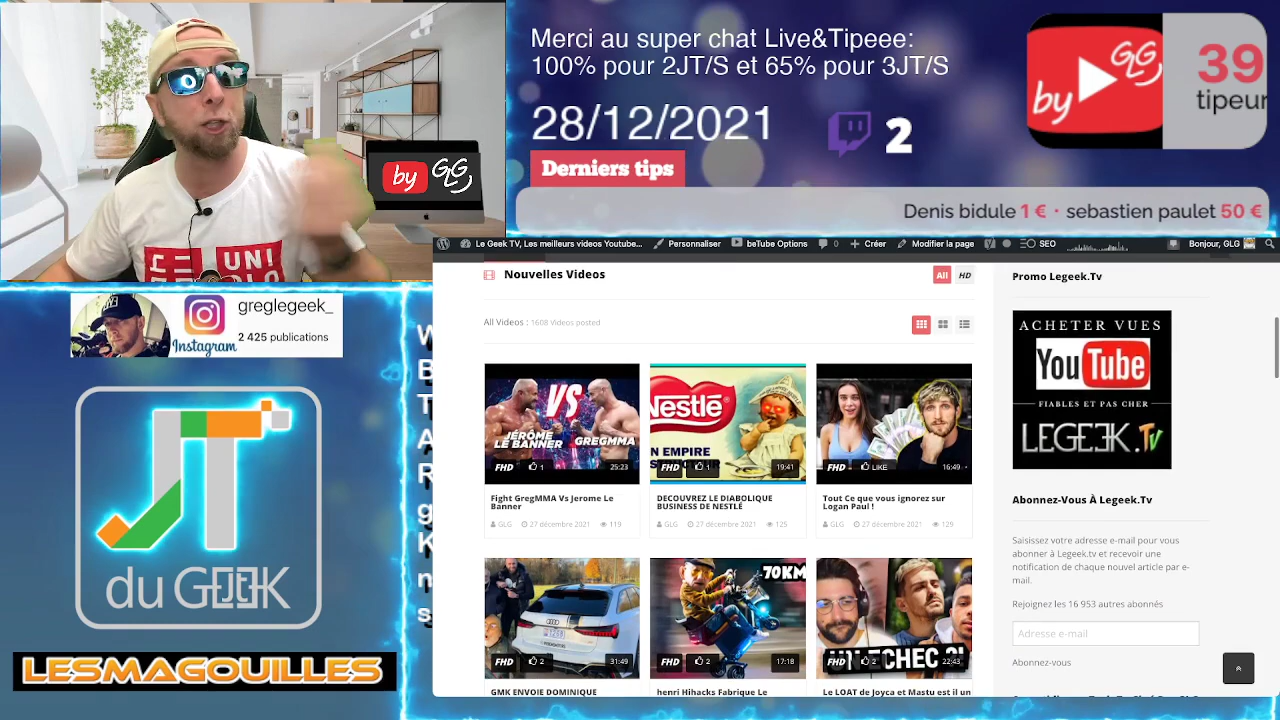 Merci au super chat Live&Tipeee:
100% pour 2JT/S et 65% pour 3JT/S
28/12/2021
2
Derniers tips
Denis bidule 1 € · sebastien paulet 50 €
by GLG
39
tipeur
by GLG
UNI
greglegeek_
2 425 publications
Instagram
JT
du GEEK
LESMAGOUILLES
W
B
T
A
R
g
K
n
s
Le Geek TV, Les meilleurs videos Youtube... Personnaliser beTube Options 0 Créer Modifier la page SEO Bonjour, GLG
Nouvelles Videos
All HD
All Videos : 1608 Videos posted
VS
JÉRÔME
LE BANNER
GREGMMA
FHD 1 25:23
Fight GregMMA Vs Jerome Le
Banner
GLG 27 décembre 2021 119
Nestlē
N EMPIRE
FHD 1 19:41
DECOUVREZ LE DIABOLIQUE
BUSINESS DE NESTLÉ
GLG 27 décembre 2021 125
FHD LIKE 16:49
Tout Ce que vous ignorez sur
Logan Paul !
GLG 27 décembre 2021 129
FHD 2 31:49
GMK ENVOIE DOMINIQUE
70KM
FHD 2 17:18
henri Hihacks Fabrique Le
UN ECHEC ?!
FHD 2 22:43
Le LOAT de Joyca et Mastu est il un
Promo Legeek.Tv
ACHETER VUES
YouTube
FIABLES ET PAS CHER
LEGEEK.Tv
Abonnez-Vous À Legeek.Tv
Saisissez votre adresse e-mail pour vous
abonner à Legeek.tv et recevoir une
notification de chaque nouvel article par e-
mail.
Rejoignez les 16 953 autres abonnés
Adresse e-mail
Abonnez-vous